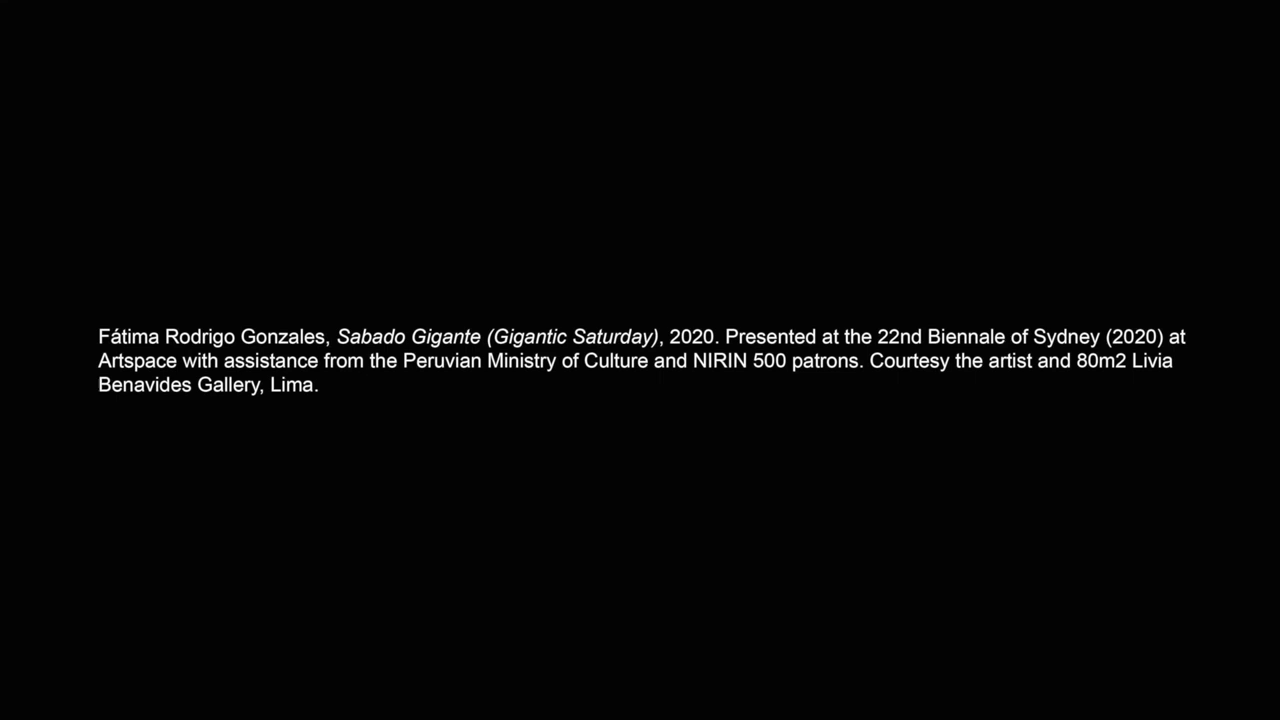 Fátima Rodrigo Gonzales, Sabado Gigante (Gigantic Saturday), 2020. Presented at the 22nd Biennale of Sydney (2020) at
Artspace with assistance from the Peruvian Ministry of Culture and NIRIN 500 patrons. Courtesy the artist and 80m2 Livia
Benavides Gallery, Lima.